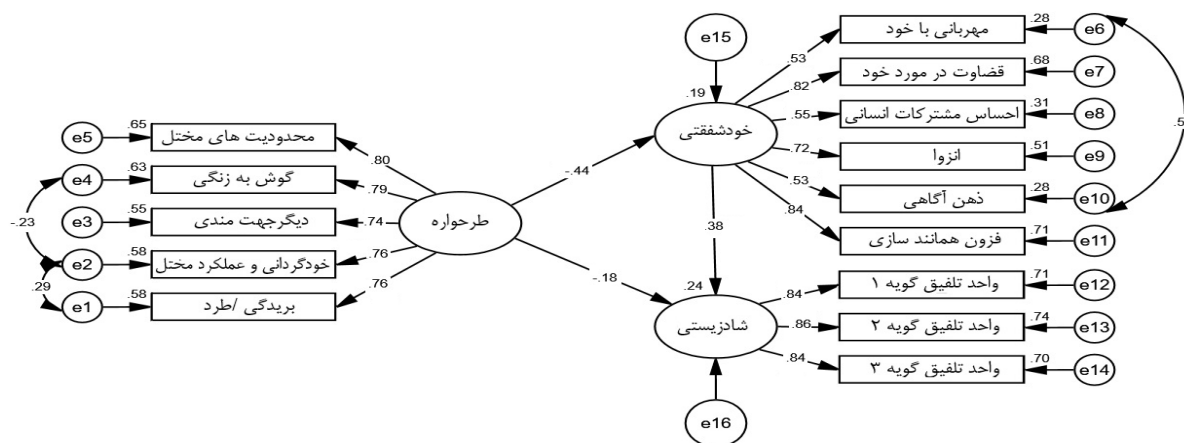 e15
.19
e5
.65
محدودیت های مختل
.80
e4
.63
گوش به زنگی
.79
-.23
e3
.55
دیگرجهت مندی
.74
e2
.58
خودگردانی و عملکرد مختل
.76
.29
e1
.58
بریدگی /طرد
.76
طرحواره
-.44
-.18
خودشفقتی
.38
.24
شادزیستی
e16
.53
مهربانی با خود
.28
e6
.82
قضاوت در مورد خود
.68
e7
.55
احساس مشترکات انسانی
.31
e8
.72
انزوا
.51
e9
.53
ذهن آگاهی
.28
e10
.84
فزون همانند سازی
.71
e11
.84
واحد تلفیق گویه ۱
.71
e12
.86
واحد تلفیق گویه ۲
.74
e13
.84
واحد تلفیق گویه ۳
.70
e14